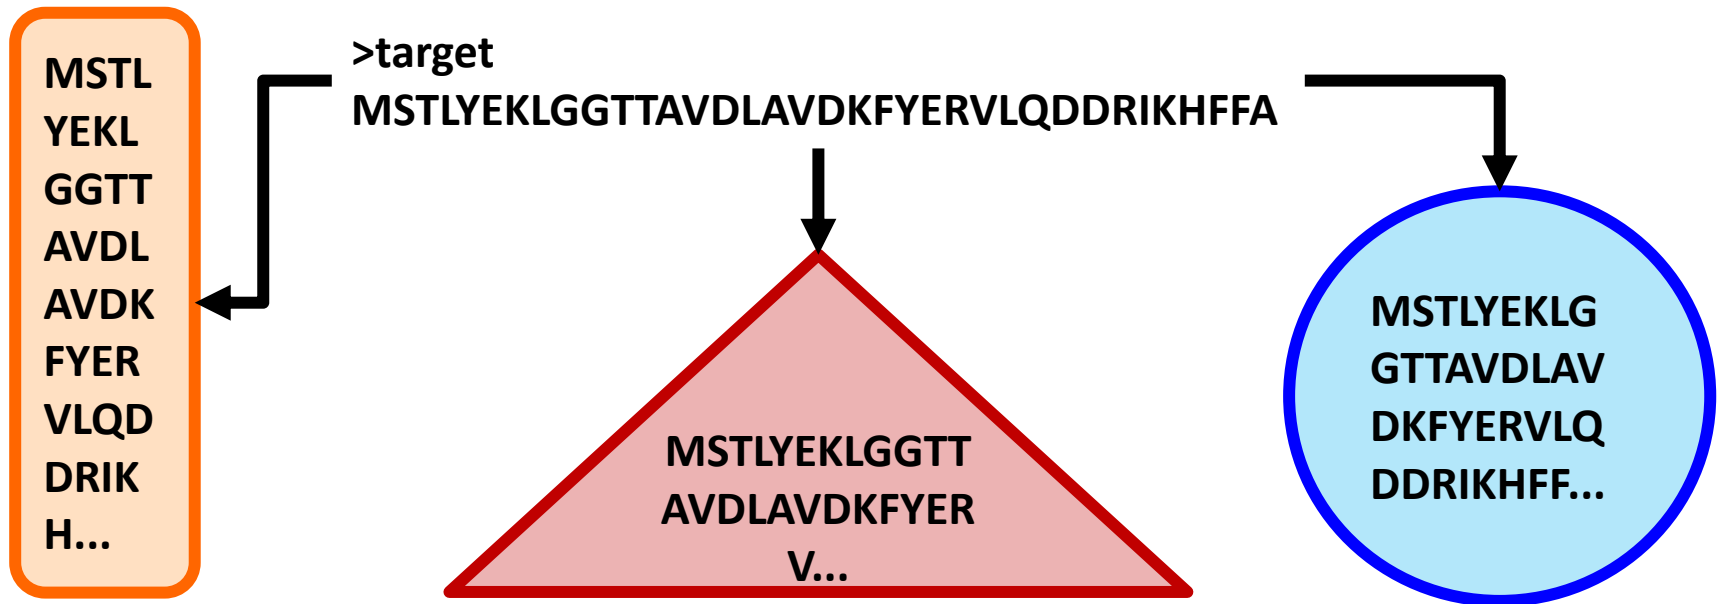 >target
MSTLYEKLGGTTAVDLAVDKFYERVLQDDRIKHFFA
MSTL
YEKL
GGTT
AVDL
AVDK
FYER
VLQD
DRIK
H...
MSTLYEKLGGTT
AVDLAVDKFYER
V...
MSTLYEKLG
GTTAVDLAV
DKFYERVLQ
DDRIKHFF...